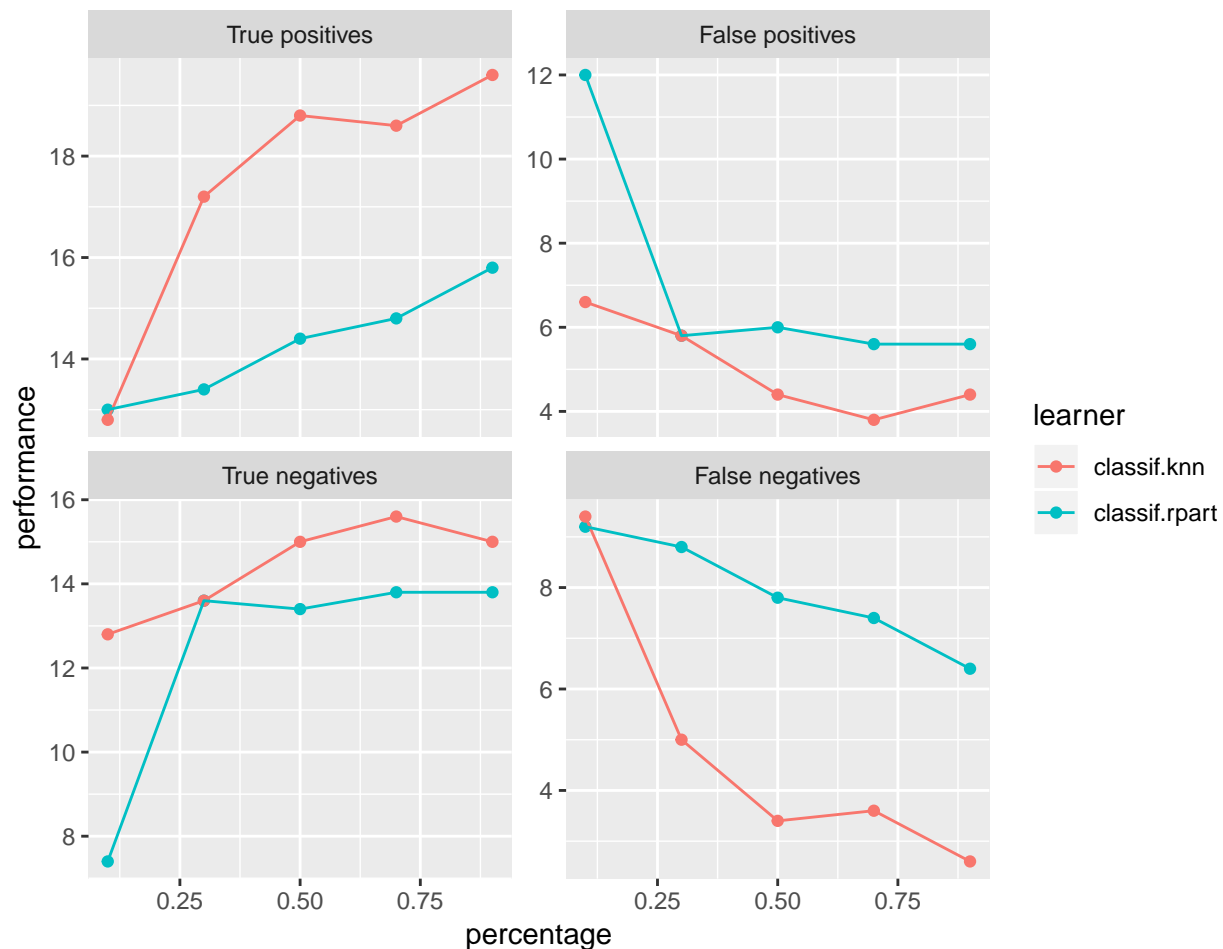 True positives
False positives
18
16
14
12
10
8
6
4
True negatives
False negatives
16
14
12
10
8
8
6
4
0.25 0.50 0.75
0.25 0.50 0.75
performance
percentage
learner
classif.knn
classif.rpart